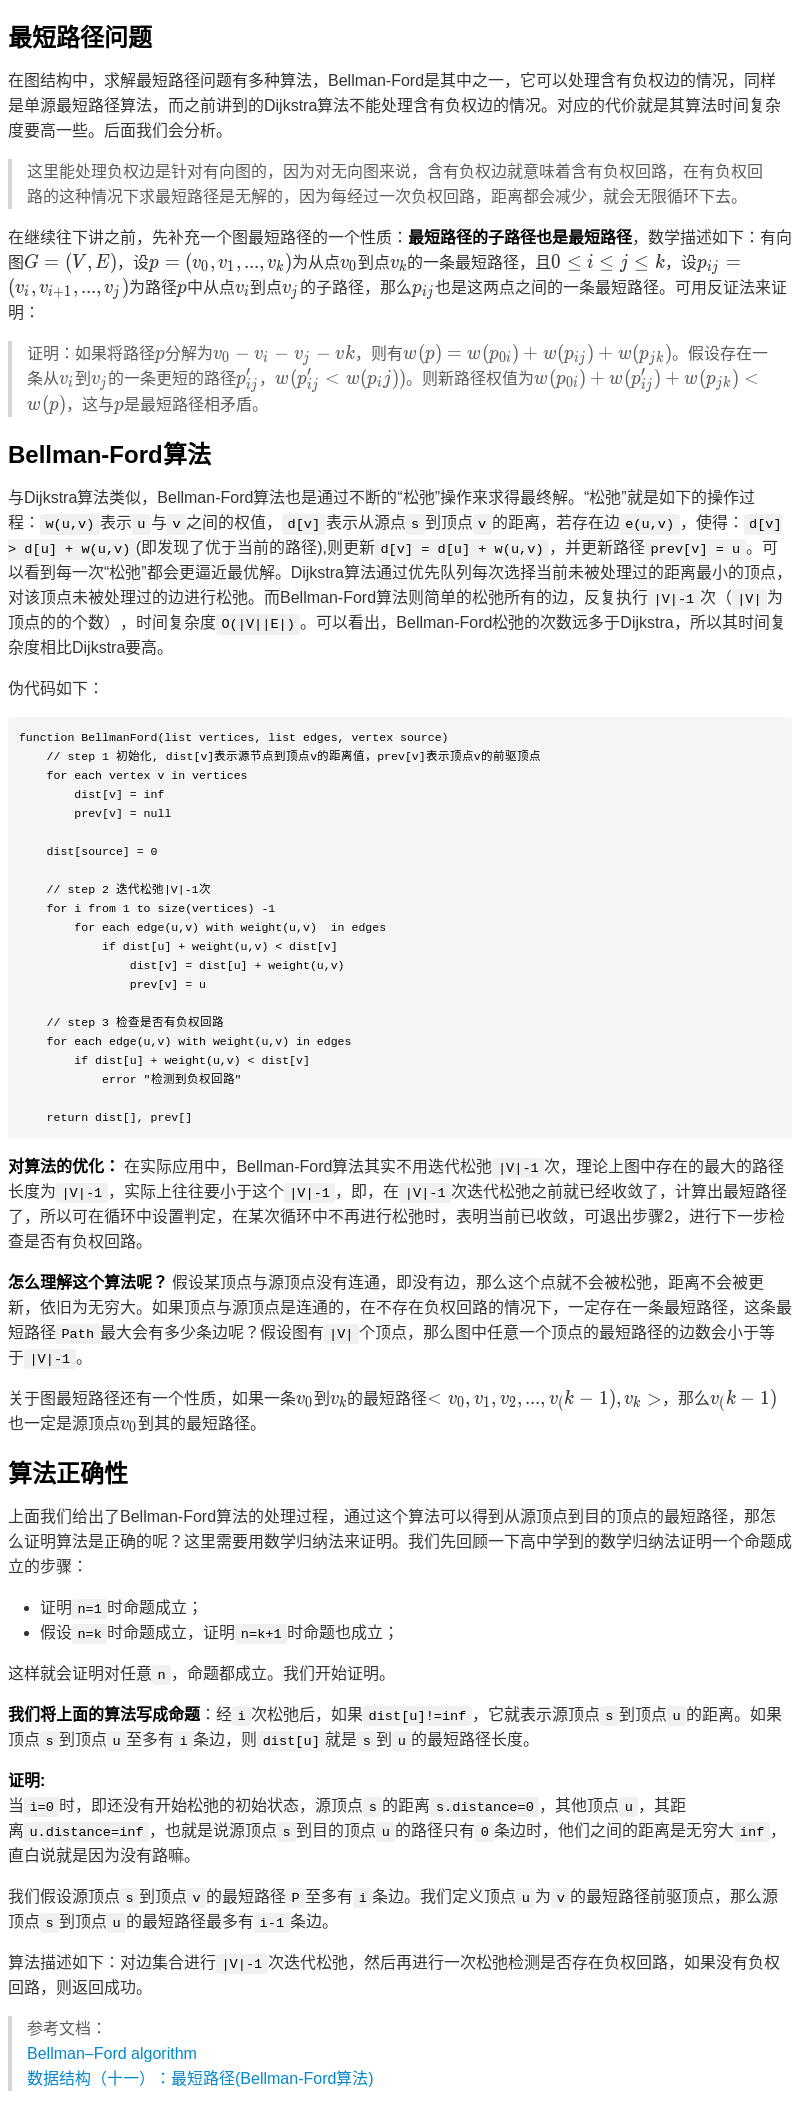 最短路径问题
在图结构中，求解最短路径问题有多种算法，Bellman-Ford是其中之一，它可以处理含有负权边的情况，同样
是单源最短路径算法，而之前讲到的Dijkstra算法不能处理含有负权边的情况。对应的代价就是其算法时间复杂
度要高一些。后面我们会分析。
这里能处理负权边是针对有向图的，因为对无向图来说，含有负权边就意味着含有负权回路，在有负权回
路的这种情况下求最短路径是无解的，因为每经过一次负权回路，距离都会减少，就会无限循环下去。
在继续往下讲之前，先补充一个图最短路径的一个性质：最短路径的子路径也是最短路径，数学描述如下：有向
图G = (V, E)，设p = (v₀, v₁, ..., vₖ)为从点v₀到点vₖ的一条最短路径，且0 ≤ i ≤ j ≤ k，设p_{ij} =
(v_i, v_{i+1}, ..., v_j)为路径p中从点v_i到点v_j的子路径，那么p_{ij}也是这两点之间的一条最短路径。可用反证法来证
明：
证明：如果将路径p分解为v₀ − v_i − v_j − vk，则有w(p) = w(p_{0i}) + w(p_{ij}) + w(p_{jk})。假设存在一
条从v_i到v_j的一条更短的路径p′_{ij}，w(p′_{ij} < w(p_ij))。则新路径权值为w(p_{0i}) + w(p′_{ij}) + w(p_{jk}) <
w(p)，这与p是最短路径相矛盾。
Bellman-Ford算法
与Dijkstra算法类似，Bellman-Ford算法也是通过不断的“松弛”操作来求得最终解。“松弛”就是如下的操作过
程： w(u,v) 表示 u 与 v 之间的权值， d[v] 表示从源点 s 到顶点 v 的距离，若存在边 e(u,v) ，使得： d[v]
> d[u] + w(u,v) (即发现了优于当前的路径),则更新 d[v] = d[u] + w(u,v) ，并更新路径 prev[v] = u 。可
以看到每一次“松弛”都会更逼近最优解。Dijkstra算法通过优先队列每次选择当前未被处理过的距离最小的顶点，
对该顶点未被处理过的边进行松弛。而Bellman-Ford算法则简单的松弛所有的边，反复执行 |V|-1 次（ |V| 为
顶点的的个数），时间复杂度 O(|V||E|) 。可以看出，Bellman-Ford松弛的次数远多于Dijkstra，所以其时间复
杂度相比Dijkstra要高。
伪代码如下：
function BellmanFord(list vertices, list edges, vertex source)
// step 1 初始化, dist[v]表示源节点到顶点v的距离值，prev[v]表示顶点v的前驱顶点
for each vertex v in vertices
dist[v] = inf
prev[v] = null
dist[source] = 0
// step 2 迭代松弛|V|-1次
for i from 1 to size(vertices) -1
for each edge(u,v) with weight(u,v)  in edges
if dist[u] + weight(u,v) < dist[v]
dist[v] = dist[u] + weight(u,v)
prev[v] = u
// step 3 检查是否有负权回路
for each edge(u,v) with weight(u,v) in edges
if dist[u] + weight(u,v) < dist[v]
error "检测到负权回路"
return dist[], prev[]
对算法的优化： 在实际应用中，Bellman-Ford算法其实不用迭代松弛 |V|-1 次，理论上图中存在的最大的路径
长度为 |V|-1 ，实际上往往要小于这个 |V|-1 ，即，在 |V|-1 次迭代松弛之前就已经收敛了，计算出最短路径
了，所以可在循环中设置判定，在某次循环中不再进行松弛时，表明当前已收敛，可退出步骤2，进行下一步检
查是否有负权回路。
怎么理解这个算法呢？ 假设某顶点与源顶点没有连通，即没有边，那么这个点就不会被松弛，距离不会被更
新，依旧为无穷大。如果顶点与源顶点是连通的，在不存在负权回路的情况下，一定存在一条最短路径，这条最
短路径 Path 最大会有多少条边呢？假设图有 |V| 个顶点，那么图中任意一个顶点的最短路径的边数会小于等
于 |V|-1 。
关于图最短路径还有一个性质，如果一条v₀到vₖ的最短路径< v₀, v₁, v₂, ..., v₍k − 1), vₖ >，那么v₍k − 1)
也一定是源顶点v₀到其的最短路径。
算法正确性
上面我们给出了Bellman-Ford算法的处理过程，通过这个算法可以得到从源顶点到目的顶点的最短路径，那怎
么证明算法是正确的呢？这里需要用数学归纳法来证明。我们先回顾一下高中学到的数学归纳法证明一个命题成
立的步骤：
• 证明 n=1 时命题成立；
• 假设 n=k 时命题成立，证明 n=k+1 时命题也成立；
这样就会证明对任意 n ，命题都成立。我们开始证明。
我们将上面的算法写成命题：经 i 次松弛后，如果 dist[u]!=inf ，它就表示源顶点 s 到顶点 u 的距离。如果
顶点 s 到顶点 u 至多有 i 条边，则 dist[u] 就是 s 到 u 的最短路径长度。
证明:
当 i=0 时，即还没有开始松弛的初始状态，源顶点 s 的距离 s.distance=0 ，其他顶点 u ，其距
离 u.distance=inf ，也就是说源顶点 s 到目的顶点 u 的路径只有 0 条边时，他们之间的距离是无穷大 inf ，
直白说就是因为没有路嘛。
我们假设源顶点 s 到顶点 v 的最短路径 P 至多有 i 条边。我们定义顶点 u 为 v 的最短路径前驱顶点，那么源
顶点 s 到顶点 u 的最短路径最多有 i-1 条边。
算法描述如下：对边集合进行 |V|-1 次迭代松弛，然后再进行一次松弛检测是否存在负权回路，如果没有负权
回路，则返回成功。
参考文档：
Bellman–Ford algorithm
数据结构（十一）：最短路径(Bellman-Ford算法)